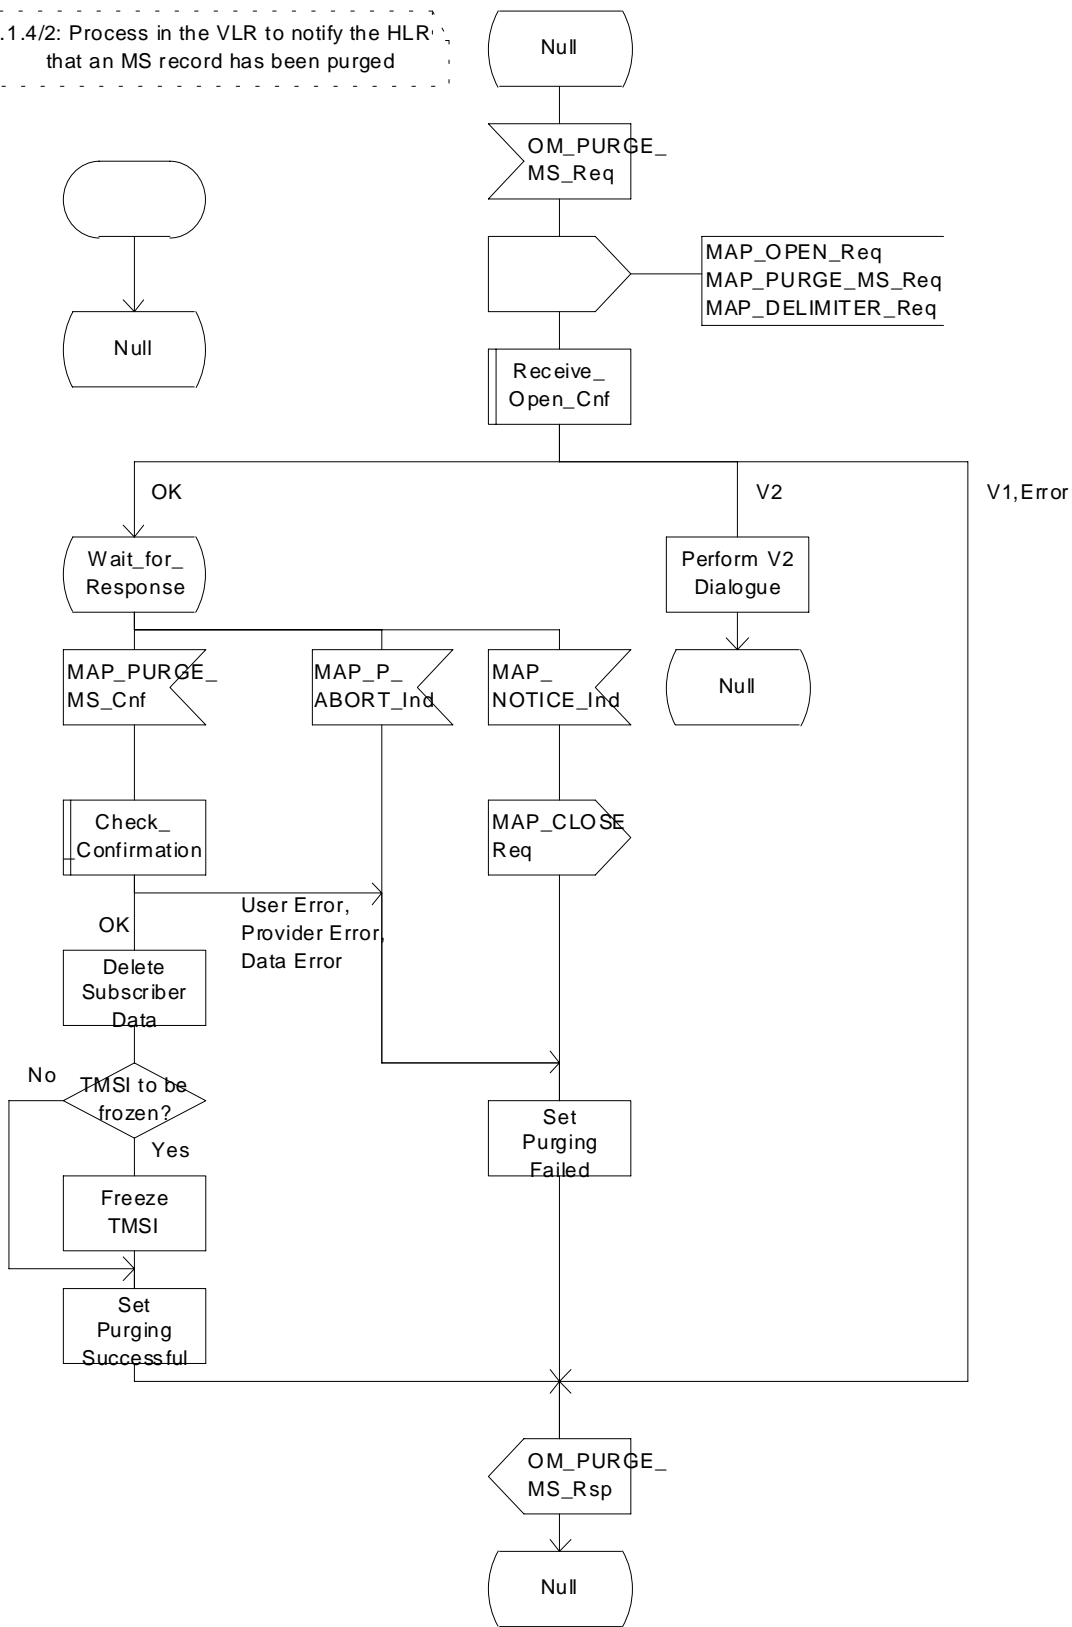 .1.4/2: Process in the VLR to notify the HLR
that an MS record has been purged
Null
OM_PURGE_
MS_Req
MAP_OPEN_Req
MAP_PURGE_MS_Req
MAP_DELIMITER_Req
Null
Receive_
Open_Cnf
OK
V2
V1,Error
Wait_for_
Response
Perform V2
Dialogue
MAP_PURGE_
MS_Cnf
MAP_P_
ABORT_Ind
MAP_
NOTICE_Ind
Null
Check_
_Confirmation
MAP_CLOSE
Req
User Error,
Provider Error,
Data Error
OK
Delete
Subscriber
Data
No
TMSI to be
frozen?
Yes
Set
Purging
Failed
Freeze
TMSI
Set
Purging
Successful
OM_PURGE_
MS_Rsp
Null